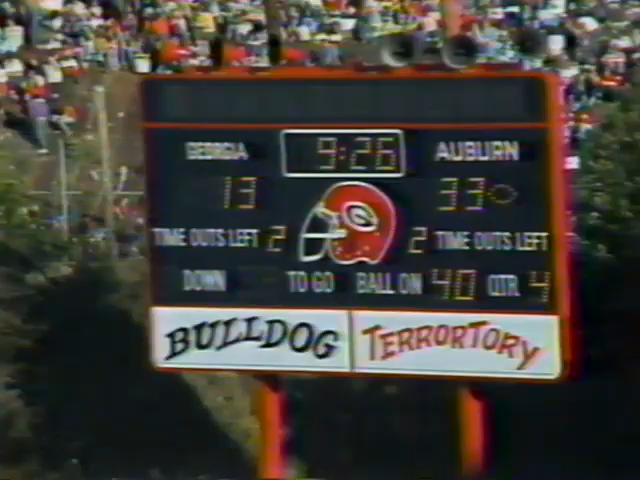 GEORGIA 9:26 AUBURN
13 33
TIME OUTS LEFT 2 G 2 TIME OUTS LEFT
DOWN TO GO BALL ON 40 QTR 4
BULLDOG TERRORTORY